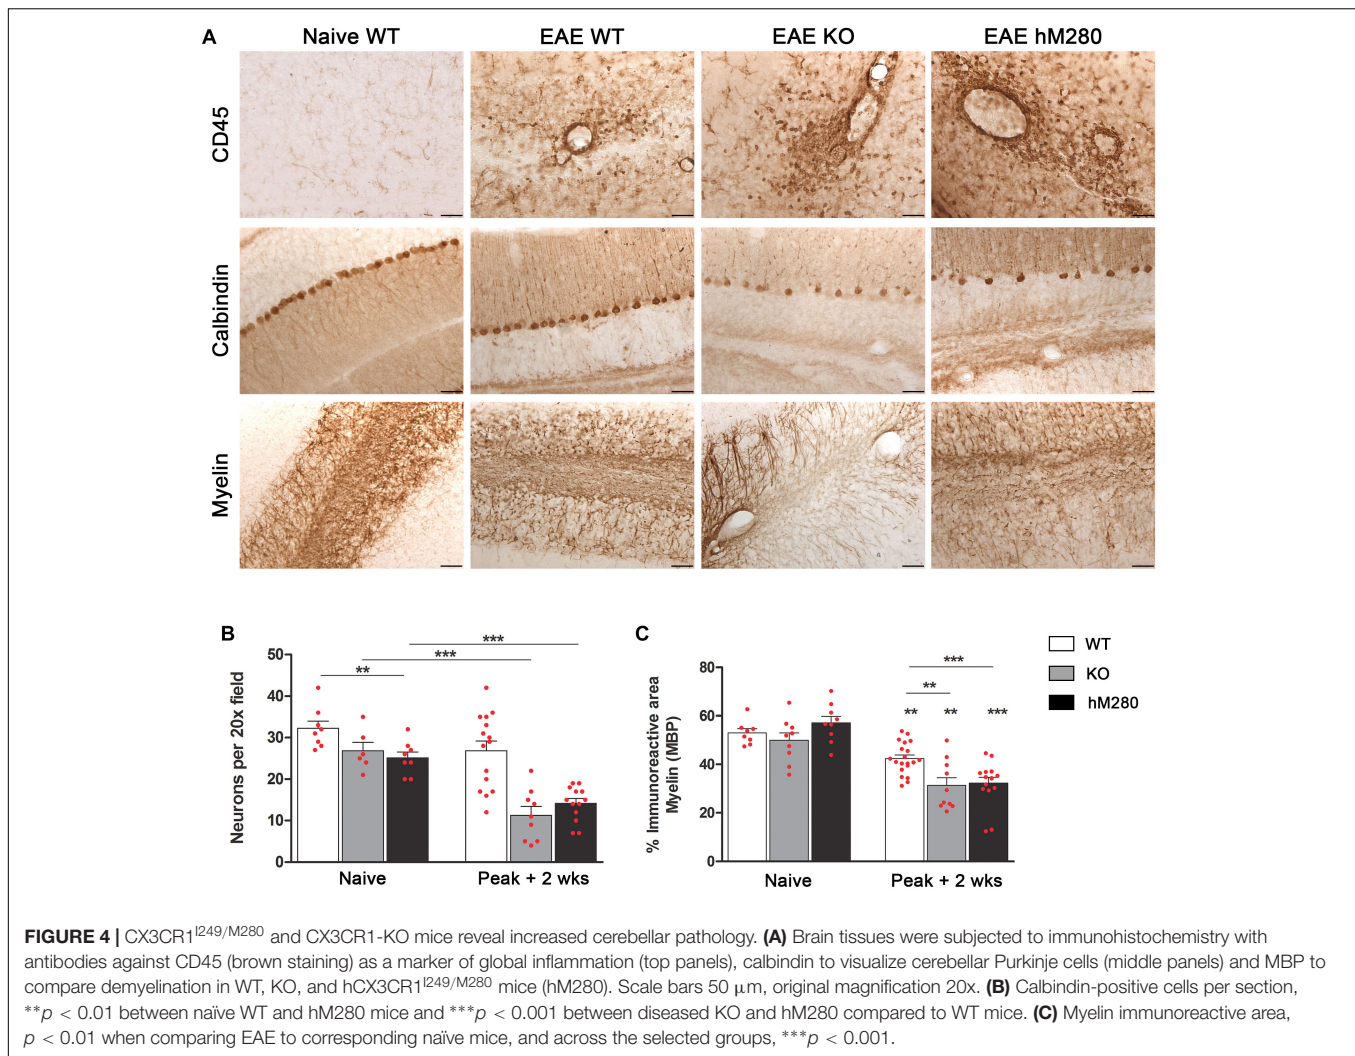 A
Naive WT
EAE WT
EAE KO
EAE hM280
CD45
Calbindin
Myelin
B
Neurons per 20x field
50
40
30
20
10
0
**
***
***
Naive
Peak + 2 wks
C
% Immunoreactive area
Myelin (MBP)
80
60
40
20
0
***
**
** ** ***
Naive
Peak + 2 wks
WT
KO
hM280
FIGURE 4 | CX3CR1^I249/M280 and CX3CR1-KO mice reveal increased cerebellar pathology. (A) Brain tissues were subjected to immunohistochemistry with
antibodies against CD45 (brown staining) as a marker of global inflammation (top panels), calbindin to visualize cerebellar Purkinje cells (middle panels) and MBP to
compare demyelination in WT, KO, and hCX3CR1^I249/M280 mice (hM280). Scale bars 50 μm, original magnification 20x. (B) Calbindin-positive cells per section,
**p < 0.01 between naïve WT and hM280 mice and ***p < 0.001 between diseased KO and hM280 compared to WT mice. (C) Myelin immunoreactive area,
p < 0.01 when comparing EAE to corresponding naïve mice, and across the selected groups, ***p < 0.001.